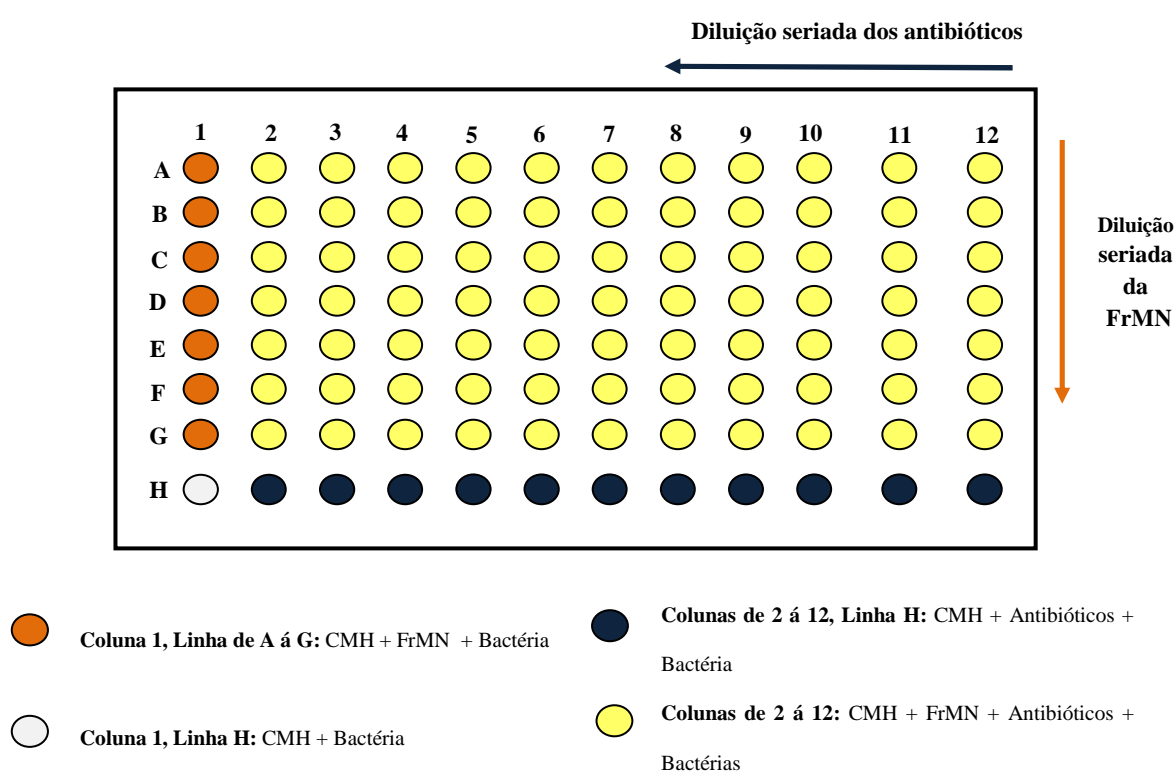 Diluição seriada dos antibióticos
1 2 3 4 5 6 7 8 9 10 11 12
A
B
C
D
E
F
G
H
Diluição
seriada
da
FrMN
Coluna 1, Linha de A á G: CMH + FrMN + Bactéria
Coluna 1, Linha H: CMH + Bactéria
Colunas de 2 á 12, Linha H: CMH + Antibióticos +
Bactéria
Colunas de 2 á 12: CMH + FrMN + Antibióticos +
Bactérias